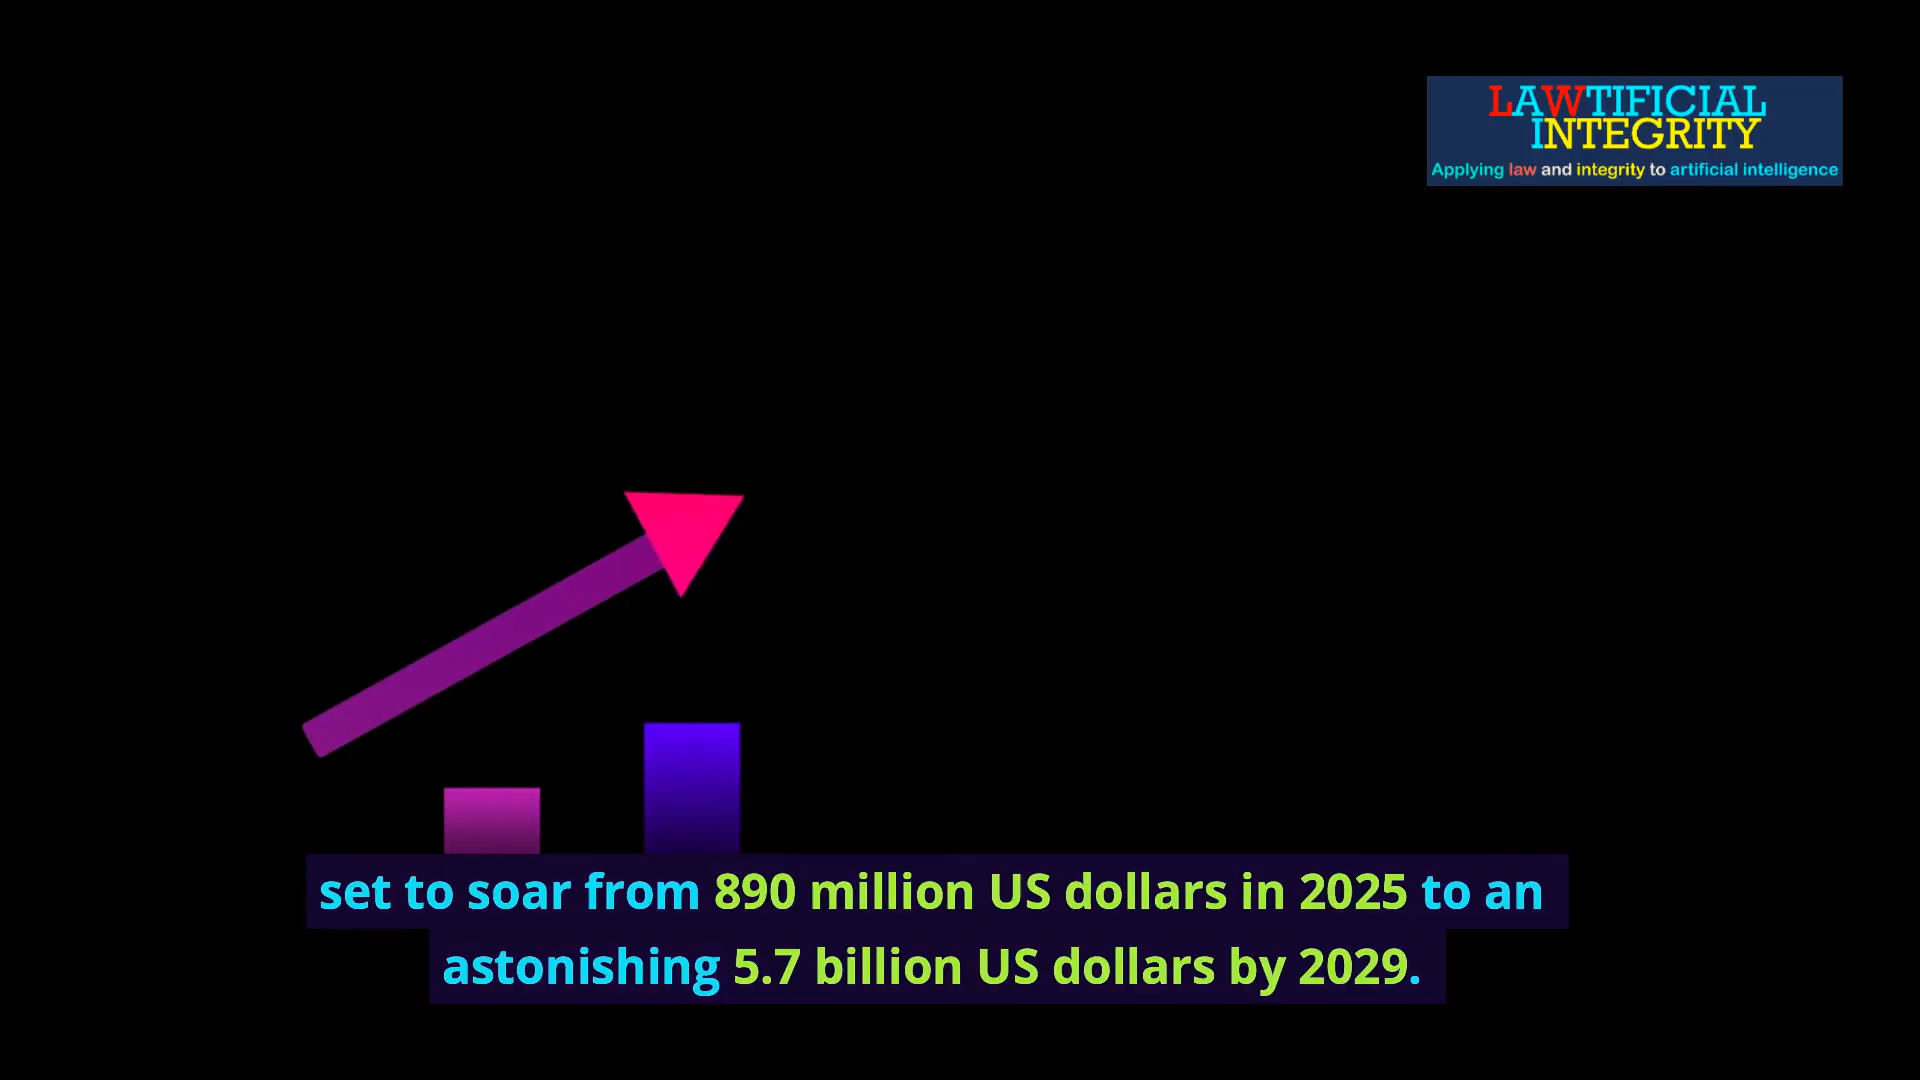 LAWTIFICIAL
INTEGRITY
Applying law and integrity to artificial intelligence
set to soar from 890 million US dollars in 2025 to an
astonishing 5.7 billion US dollars by 2029.